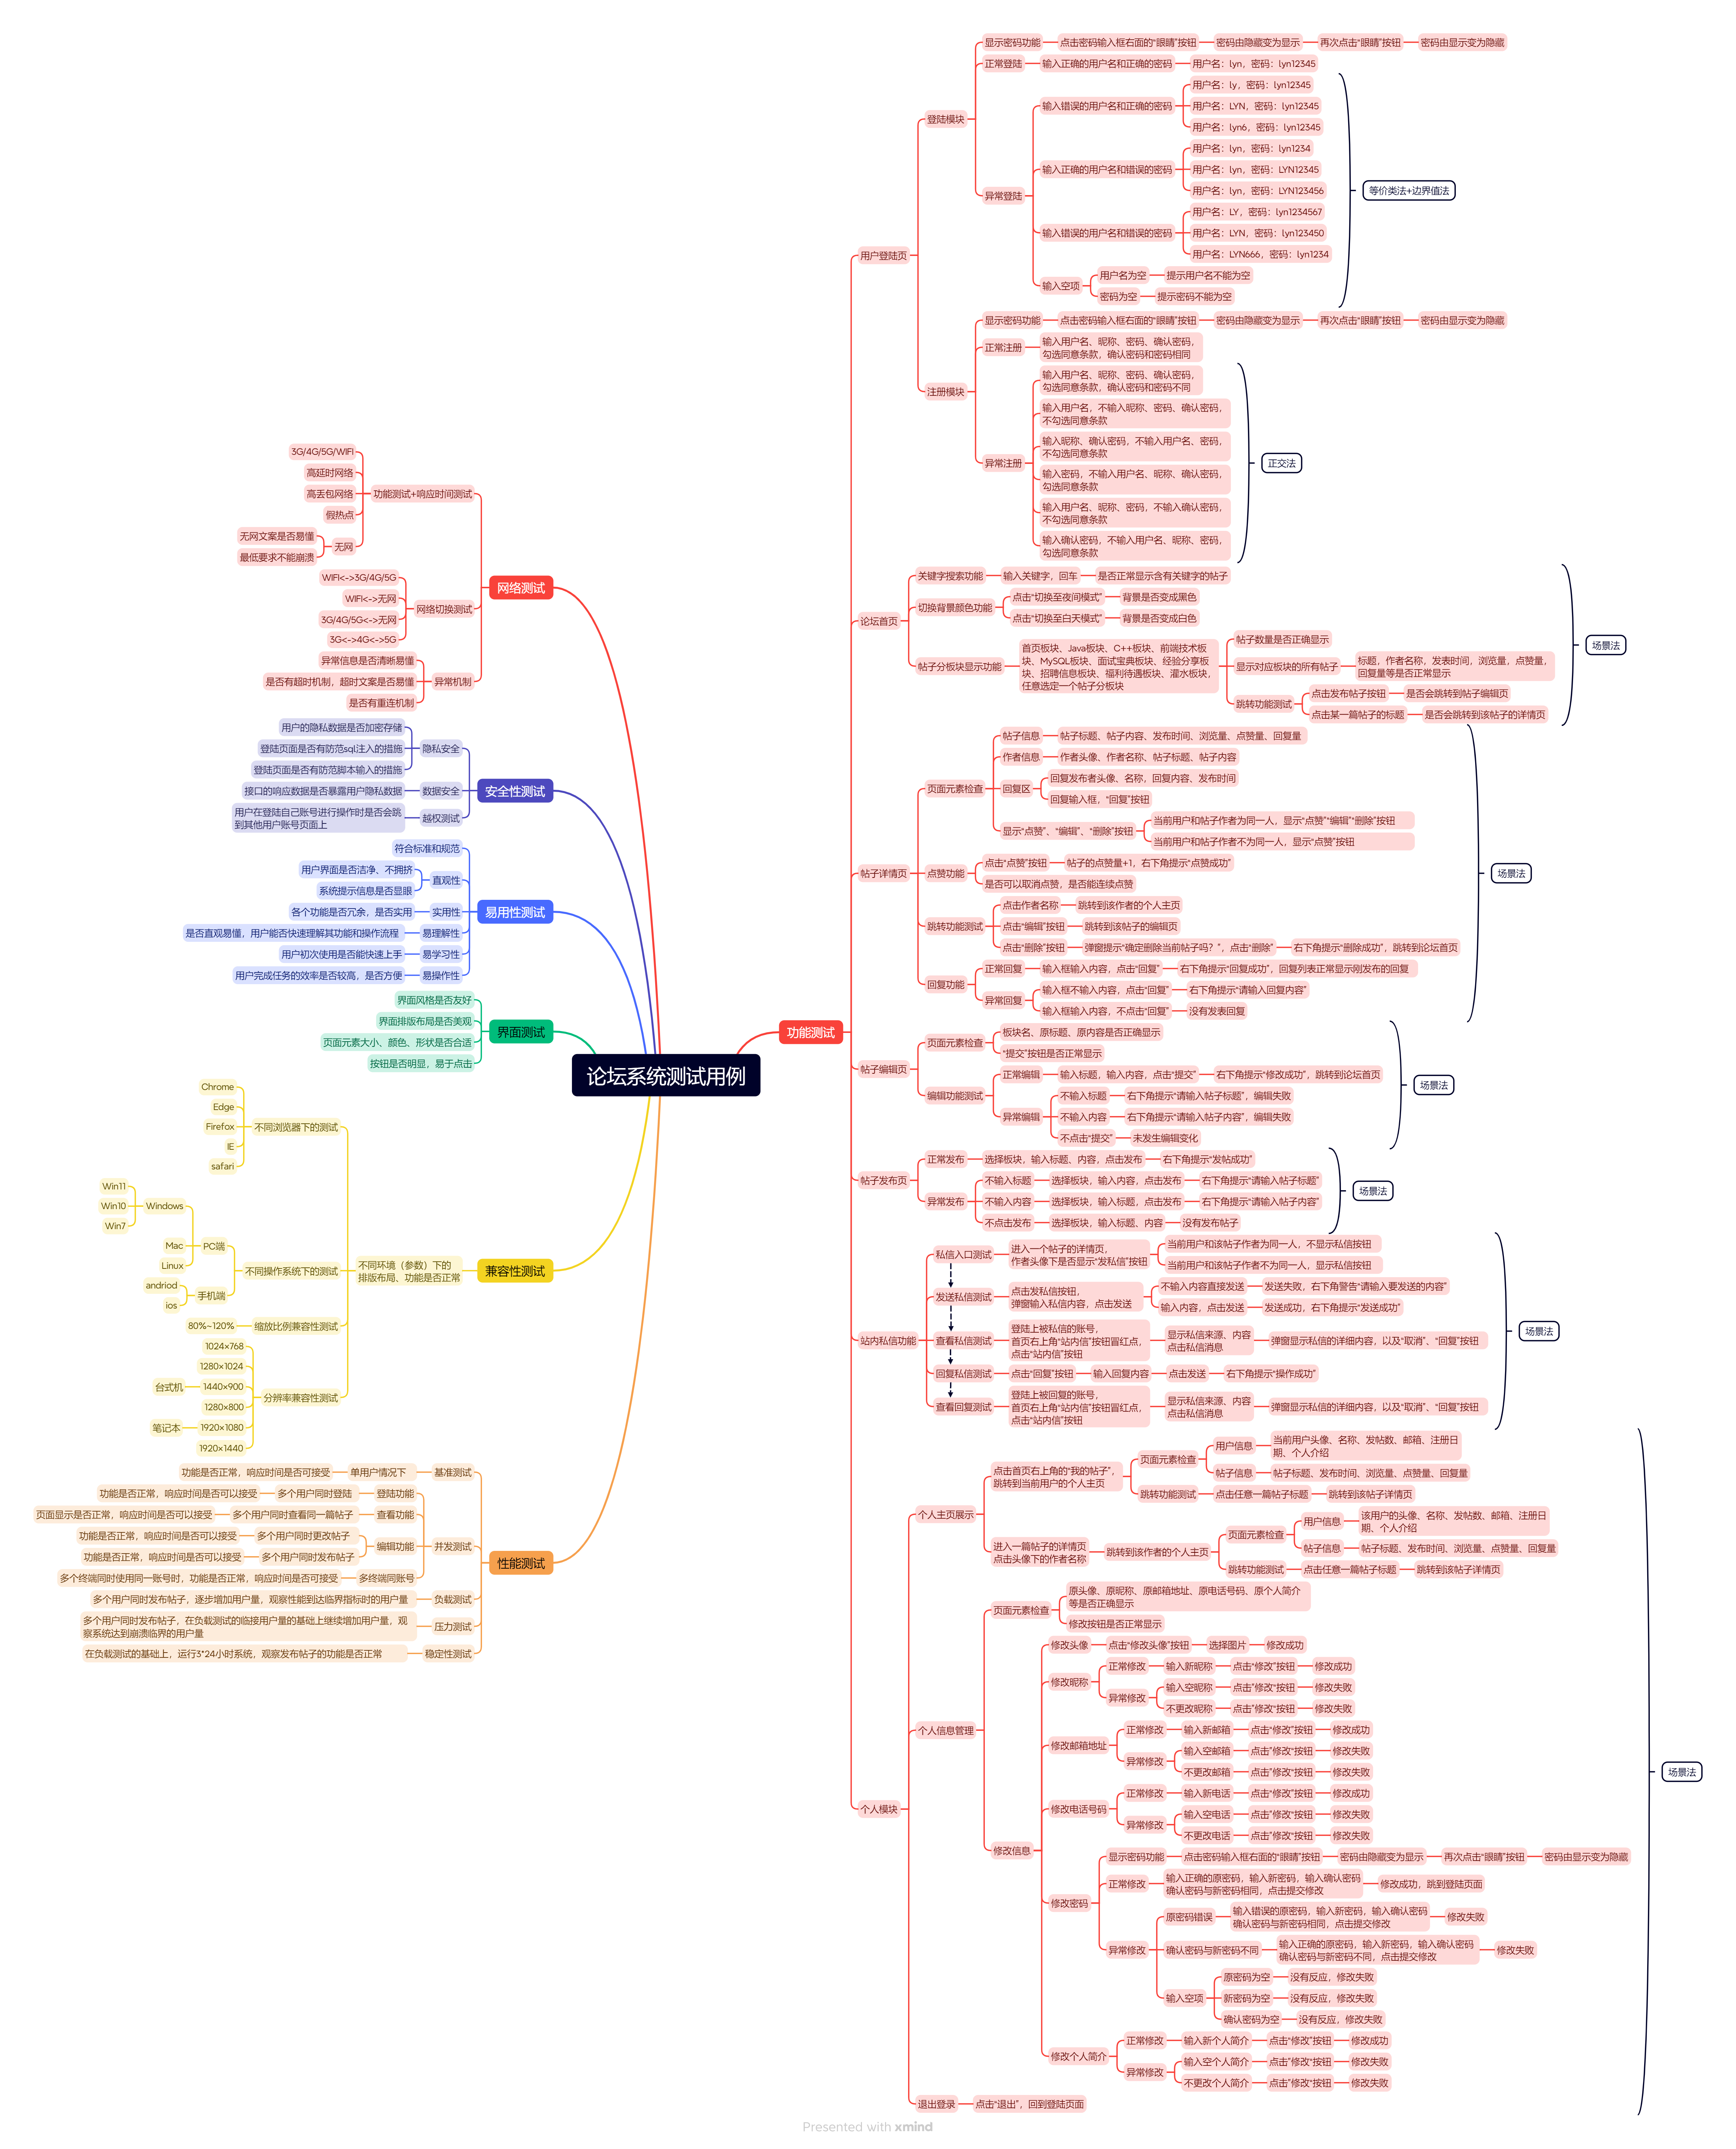 论坛系统测试用例
功能测试
用户登陆页
登陆模块
显示密码功能
点击密码输入框右面的“眼睛”按钮
密码由隐藏变为显示
再次点击“眼睛”按钮
密码由显示变为隐藏
正常登陆
输入正确的用户名和正确的密码
用户名：lyn，密码：lyn12345
异常登陆
输入错误的用户名和正确的密码
用户名：ly，密码：lyn12345
用户名：LYN，密码：lyn12345
用户名：lyn6，密码：lyn12345
输入正确的用户名和错误的密码
用户名：lyn，密码：lyn1234
用户名：lyn，密码：LYN12345
用户名：lyn，密码：LYN123456
输入错误的用户名和错误的密码
用户名：LY，密码：lyn1234567
用户名：LYN，密码：lyn123450
用户名：LYN666，密码：lyn1234
输入空项
用户名为空
提示用户名不能为空
密码为空
提示密码不能为空
等价类法+边界值法
注册模块
显示密码功能
点击密码输入框右面的“眼睛”按钮
密码由隐藏变为显示
再次点击“眼睛”按钮
密码由显示变为隐藏
正常注册
输入用户名、昵称、密码、确认密码，
勾选同意条款，确认密码和密码相同
异常注册
输入用户名、昵称、密码、确认密码，
勾选同意条款，确认密码和密码不同
输入用户名，不输入昵称、密码、确认密码，
不勾选同意条款
输入昵称、确认密码，不输入用户名、密码，
不勾选同意条款
输入密码，不输入用户名、昵称、确认密码，
勾选同意条款
输入用户名、昵称、密码，不输入确认密码，
不勾选同意条款
输入确认密码，不输入用户名、昵称、密码，
勾选同意条款
正交法
论坛首页
关键字搜索功能
输入关键字，回车
是否正常显示含有关键字的帖子
切换背景颜色功能
点击“切换至夜间模式”
背景是否变成黑色
点击“切换至白天模式”
背景是否变成白色
帖子分板块显示功能
首页板块、Java板块、C++板块、前端技术板
块、MySQL板块、面试宝典板块、经验分享板
块、招聘信息板块、福利待遇板块、灌水板块，
任意选定一个帖子分板块
帖子数量是否正确显示
显示对应板块的所有帖子
标题，作者名称，发表时间，浏览量，点赞量，
回复量等是否正常显示
跳转功能测试
点击发布帖子按钮
是否会跳转到帖子编辑页
点击某一篇帖子的标题
是否会跳转到该帖子的详情页
场景法
帖子详情页
页面元素检查
帖子信息
帖子标题、帖子内容、发布时间、浏览量、点赞量、回复量
作者信息
作者头像、作者名称、帖子标题、帖子内容
回复区
回复发布者头像、名称，回复内容、发布时间
回复输入框，“回复”按钮
显示“点赞”、“编辑”、“删除”按钮
当前用户和帖子作者为同一人，显示“点赞”“编辑”“删除”按钮
当前用户和帖子作者不为同一人，显示“点赞”按钮
点赞功能
点击“点赞”按钮
帖子的点赞量+1，右下角提示“点赞成功”
是否可以取消点赞，是否能连续点赞
跳转功能测试
点击作者名称
跳转到该作者的个人主页
点击“编辑”按钮
跳转到该帖子的编辑页
点击“删除”按钮
弹窗提示“确定删除当前帖子吗？”，点击“删除”
右下角提示“删除成功”，跳转到论坛首页
回复功能
正常回复
输入框输入内容，点击“回复”
右下角提示“回复成功”，回复列表正常显示刚发布的回复
异常回复
输入框不输入内容，点击“回复”
右下角提示“请输入回复内容”
输入框输入内容，不点击“回复”
没有发表回复
场景法
帖子编辑页
页面元素检查
板块名、原标题、原内容是否正确显示
“提交”按钮是否正常显示
编辑功能测试
正常编辑
输入标题，输入内容，点击“提交”
右下角提示“修改成功”，跳转到论坛首页
异常编辑
不输入标题
右下角提示“请输入帖子标题”，编辑失败
不输入内容
右下角提示“请输入帖子内容”，编辑失败
不点击“提交”
未发生编辑变化
场景法
帖子发布页
正常发布
选择板块，输入标题、内容，点击发布
右下角提示“发帖成功”
异常发布
不输入标题
选择板块，输入内容，点击发布
右下角提示“请输入帖子标题”
不输入内容
选择板块，输入标题，点击发布
右下角提示“请输入帖子内容”
不点击发布
选择板块，输入标题、内容
没有发布帖子
场景法
站内私信功能
私信入口测试
进入一个帖子的详情页，
作者头像下是否显示“发私信”按钮
当前用户和该帖子作者为同一人，不显示私信按钮
当前用户和该帖子作者不为同一人，显示私信按钮
发送私信测试
点击发私信按钮，
弹窗输入私信内容，点击发送
不输入内容直接发送
发送失败，右下角警告“请输入要发送的内容”
输入内容，点击发送
发送成功，右下角提示“发送成功”
查看私信测试
登陆上被私信的账号，
首页右上角“站内信”按钮冒红点，
点击“站内信”按钮
显示私信来源、内容
点击私信消息
弹窗显示私信的详细内容，以及“取消”、“回复”按钮
回复私信测试
点击“回复”按钮
输入回复内容
点击发送
右下角提示“操作成功”
查看回复测试
登陆上被回复的账号，
首页右上角“站内信”按钮冒红点，
点击“站内信”按钮
显示私信来源、内容
点击私信消息
弹窗显示私信的详细内容，以及“取消”、“回复”按钮
场景法
个人模块
个人主页展示
点击首页右上角的“我的帖子”，
跳转到当前用户的个人主页
页面元素检查
用户信息
当前用户头像、名称、发帖数、邮箱、注册日
期、个人介绍
帖子信息
帖子标题、发布时间、浏览量、点赞量、回复量
跳转功能测试
点击任意一篇帖子标题
跳转到该帖子详情页
进入一篇帖子的详情页
点击头像下的作者名称
跳转到该作者的个人主页
页面元素检查
用户信息
该用户的头像、名称、发帖数、邮箱、注册日
期、个人介绍
帖子信息
帖子标题、发布时间、浏览量、点赞量、回复量
跳转功能测试
点击任意一篇帖子标题
跳转到该帖子详情页
个人信息管理
页面元素检查
原头像、原昵称、原邮箱地址、原电话号码、原个人简介
等是否正确显示
修改按钮是否正常显示
修改信息
修改头像
点击“修改头像”按钮
选择图片
修改成功
修改昵称
正常修改
输入新昵称
点击“修改”按钮
修改成功
异常修改
输入空昵称
点击“修改“按钮
修改失败
不更改昵称
点击”修改“按钮
修改失败
修改邮箱地址
正常修改
输入新邮箱
点击“修改”按钮
修改成功
异常修改
输入空邮箱
点击”修改“按钮
修改失败
不更改邮箱
点击”修改“按钮
修改失败
修改电话号码
正常修改
输入新电话
点击“修改”按钮
修改成功
异常修改
输入空电话
点击”修改“按钮
修改失败
不更改电话
点击”修改“按钮
修改失败
修改密码
显示密码功能
点击密码输入框右面的“眼睛”按钮
密码由隐藏变为显示
再次点击“眼睛”按钮
密码由显示变为隐藏
正常修改
输入正确的原密码，输入新密码，输入确认密码
确认密码与新密码相同，点击提交修改
修改成功，跳到登陆页面
异常修改
原密码错误
输入错误的原密码，输入新密码，输入确认密码
确认密码与新密码相同，点击提交修改
修改失败
确认密码与新密码不同
输入正确的原密码，输入新密码，输入确认密码
确认密码与新密码不同，点击提交修改
修改失败
输入空项
原密码为空
没有反应，修改失败
新密码为空
没有反应，修改失败
确认密码为空
没有反应，修改失败
修改个人简介
正常修改
输入新个人简介
点击“修改”按钮
修改成功
异常修改
输入空个人简介
点击”修改“按钮
修改失败
不更改个人简介
点击”修改“按钮
修改失败
退出登录
点击“退出”，回到登陆页面
场景法
网络测试
功能测试+响应时间测试
3G/4G/5G/WIFI
高延时网络
高丢包网络
假热点
无网
无网文案是否易懂
最低要求不能崩溃
网络切换测试
WIFI<->3G/4G/5G
WIFI<->无网
3G/4G/5G<->无网
3G<->4G<->5G
异常机制
异常信息是否清晰易懂
是否有超时机制，超时文案是否易懂
是否有重连机制
安全性测试
隐私安全
用户的隐私数据是否加密存储
登陆页面是否有防范sql注入的措施
登陆页面是否有防范脚本输入的措施
数据安全
接口的响应数据是否暴露用户隐私数据
越权测试
用户在登陆自己账号进行操作时是否会跳
到其他用户账号页面上
易用性测试
符合标准和规范
直观性
用户界面是否洁净、不拥挤
系统提示信息是否显眼
实用性
各个功能是否冗余，是否实用
易理解性
是否直观易懂，用户能否快速理解其功能和操作流程
易学习性
用户初次使用是否能快速上手
易操作性
用户完成任务的效率是否较高，是否方便
界面测试
界面风格是否友好
界面排版布局是否美观
页面元素大小、颜色、形状是否合适
按钮是否明显，易于点击
兼容性测试
不同环境（参数）下的
排版布局、功能是否正常
不同浏览器下的测试
Chrome
Edge
Firefox
IE
safari
不同操作系统下的测试
PC端
Windows
Win11
Win10
Win7
Mac
Linux
手机端
andriod
ios
缩放比例兼容性测试
80%~120%
分辨率兼容性测试
1024×768
1280×1024
1440×900
台式机
1280×800
1920×1080
笔记本
1920×1440
性能测试
基准测试
单用户情况下
功能是否正常，响应时间是否可接受
并发测试
登陆功能
多个用户同时登陆
功能是否正常，响应时间是否可以接受
查看功能
多个用户同时查看同一篇帖子
页面显示是否正常，响应时间是否可以接受
编辑功能
多个用户同时更改帖子
功能是否正常，响应时间是否可以接受
多个用户同时发布帖子
功能是否正常，响应时间是否可以接受
多终端同账号
多个终端同时使用同一账号时，功能是否正常，响应时间是否可接受
负载测试
多个用户同时发布帖子，逐步增加用户量，观察性能到达临界指标时的用户量
压力测试
多个用户同时发布帖子，在负载测试的临接用户量的基础上继续增加用户量，观
察系统达到崩溃临界的用户量
稳定性测试
在负载测试的基础上，运行3*24小时系统，观察发布帖子的功能是否正常
Presented with xmind